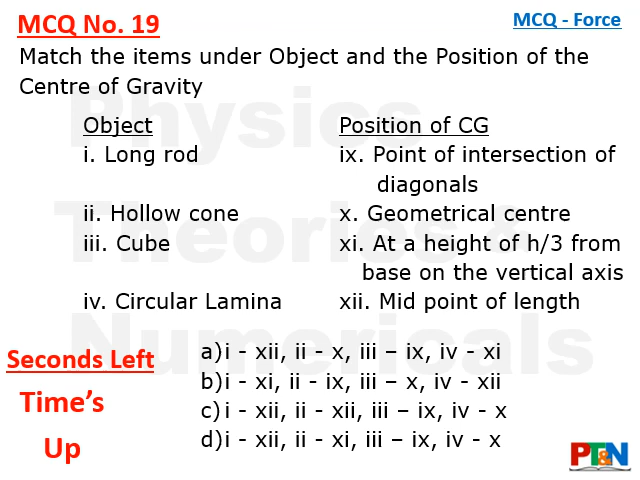 MCQ No. 19
MCQ - Force
Match the items under Object and the Position of the
Centre of Gravity
Physics
Theories &
Numericals
Object Position of CG
i. Long rod ix. Point of intersection of
diagonals
ii. Hollow cone x. Geometrical centre
iii. Cube xi. At a height of h/3 from
base on the vertical axis
iv. Circular Lamina xii. Mid point of length
Seconds Left
Time’s
Up
a) i - xii, ii - x, iii – ix, iv - xi
b) i - xi, ii - ix, iii – x, iv - xii
c) i - xii, ii - xii, iii – ix, iv - x
d) i - xii, ii - xi, iii – ix, iv - x
PT&N